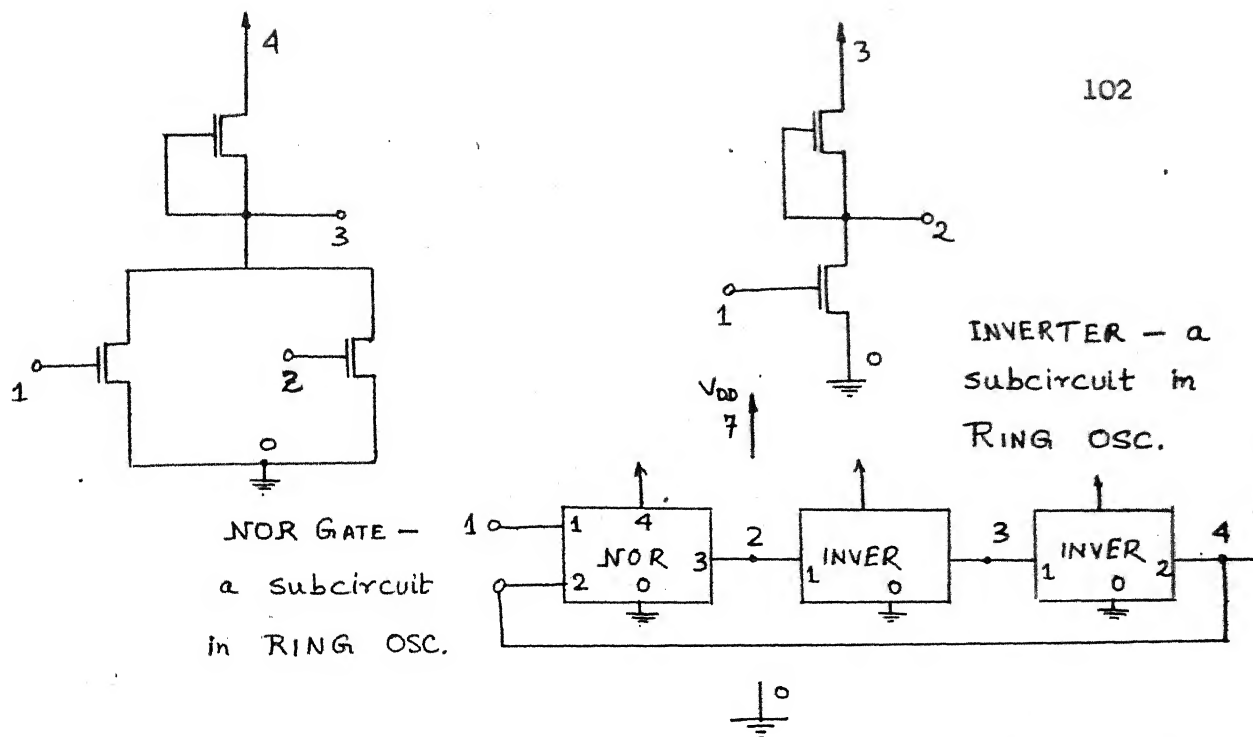 102
4
3
1
2
0
NOR GATE –
a subcircuit
in RING OSC.
3
2
1
0
INVERTER – a
subcircuit in
RING OSC.
VDD
7
1
1 4
NOR 3
2 0
2
INVER
1 0
3
INVER
1 2
0
4
0